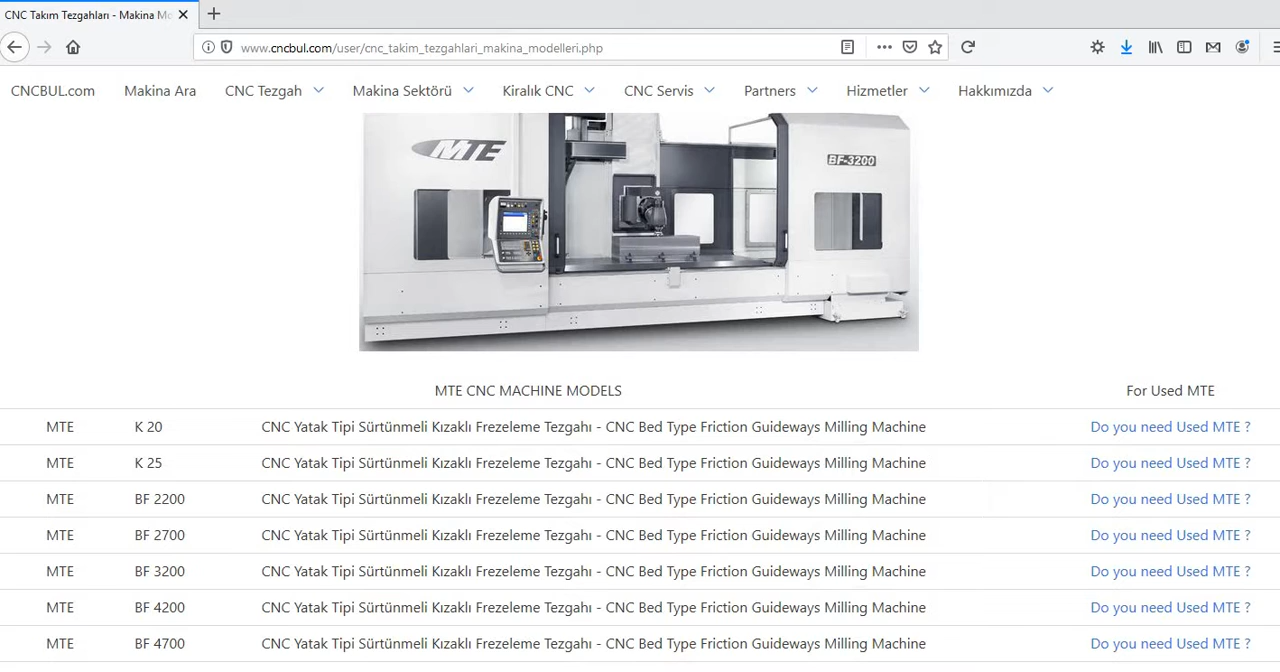 CNC Takım Tezgahları - Makina Mo
www.cncbul.com/user/cnc_takim_tezgahlari_makina_modelleri.php
CNCBUL.com Makina Ara CNC Tezgah Makina Sektörü Kiralık CNC CNC Servis Partners Hizmetler Hakkımızda
MTE BF-3200
MTE CNC MACHINE MODELS For Used MTE
MTE K 20 CNC Yatak Tipi Sürtünmeli Kızaklı Frezeleme Tezgahı - CNC Bed Type Friction Guideways Milling Machine Do you need Used MTE ?
MTE K 25 CNC Yatak Tipi Sürtünmeli Kızaklı Frezeleme Tezgahı - CNC Bed Type Friction Guideways Milling Machine Do you need Used MTE ?
MTE BF 2200 CNC Yatak Tipi Sürtünmeli Kızaklı Frezeleme Tezgahı - CNC Bed Type Friction Guideways Milling Machine Do you need Used MTE ?
MTE BF 2700 CNC Yatak Tipi Sürtünmeli Kızaklı Frezeleme Tezgahı - CNC Bed Type Friction Guideways Milling Machine Do you need Used MTE ?
MTE BF 3200 CNC Yatak Tipi Sürtünmeli Kızaklı Frezeleme Tezgahı - CNC Bed Type Friction Guideways Milling Machine Do you need Used MTE ?
MTE BF 4200 CNC Yatak Tipi Sürtünmeli Kızaklı Frezeleme Tezgahı - CNC Bed Type Friction Guideways Milling Machine Do you need Used MTE ?
MTE BF 4700 CNC Yatak Tipi Sürtünmeli Kızaklı Frezeleme Tezgahı - CNC Bed Type Friction Guideways Milling Machine Do you need Used MTE ?